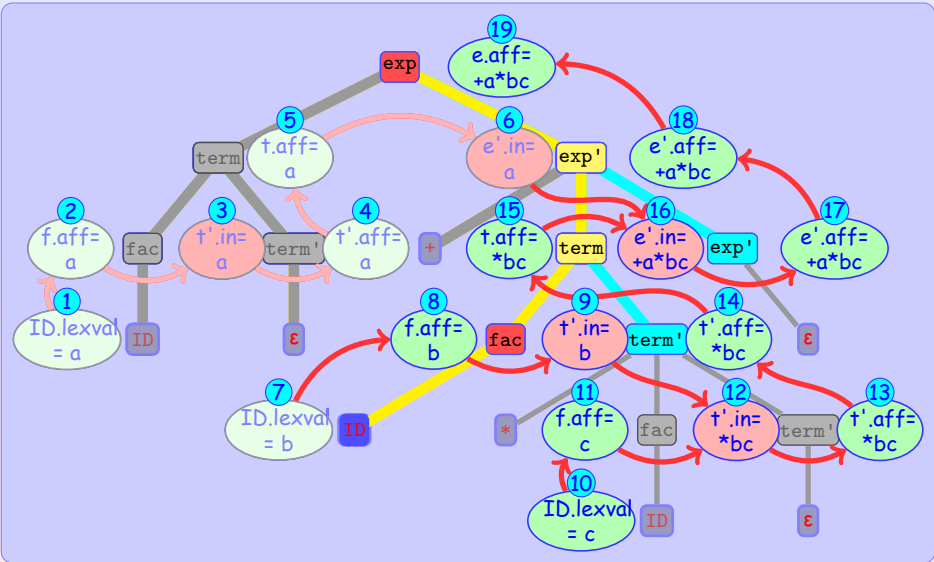 19
e.aff=
+a*bc
exp
5
t.aff=
a
6
e'.in=
a
18
e'.aff=
+a*bc
term
exp'
2
f.aff=
a
3
t'.in=
a
4
t'.aff=
a
15
t.aff=
*bc
16
e'.in=
+a*bc
17
e'.aff=
+a*bc
fac
term'
+
term
exp'
1
ID.lexval
= a
ID
ε
8
f.aff=
b
fac
9
t'.in=
b
term'
14
t'.aff=
*bc
ε
7
ID.lexval
= b
ID
*
11
f.aff=
c
fac
12
t'.in=
*bc
term'
13
t'.aff=
*bc
10
ID.lexval
= c
ID
ε